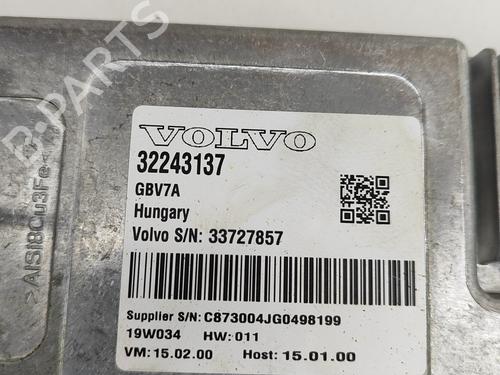 VOLVO
32243137
GBV7A
Hungary
Volvo S/N: 33727857
Supplier S/N: C873004JG0498199
19W034 HW: 011
VM: 15.02.00 Host: 15.01.00
>AlSi8Cu3Fe<
B-PARTS